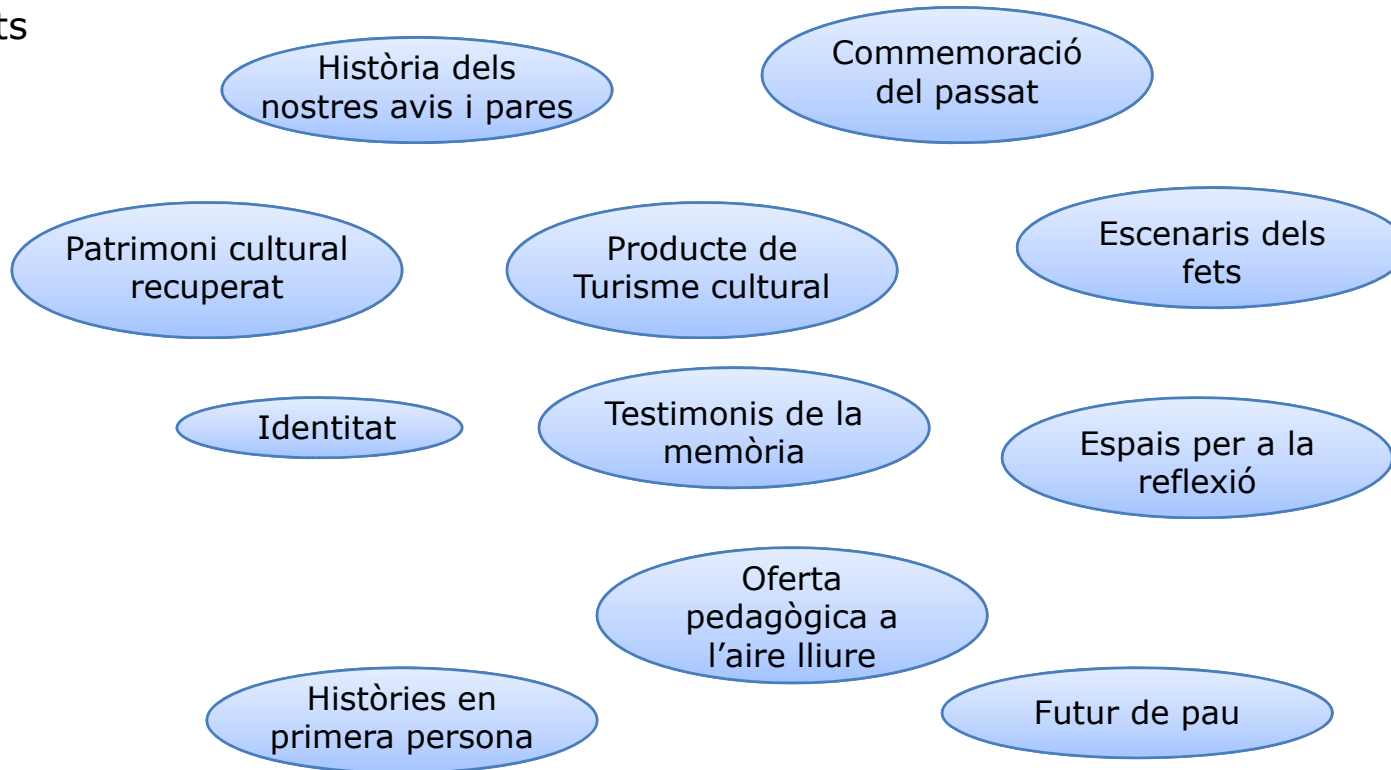 ts
Història dels
nostres avis i pares
Commemoració
del passat
Patrimoni cultural
recuperat
Producte de
Turisme cultural
Escenaris dels
fets
Identitat
Testimonis de la
memòria
Espais per a la
reflexió
Oferta
pedagògica a
l’aire lliure
Històries en
primera persona
Futur de pau